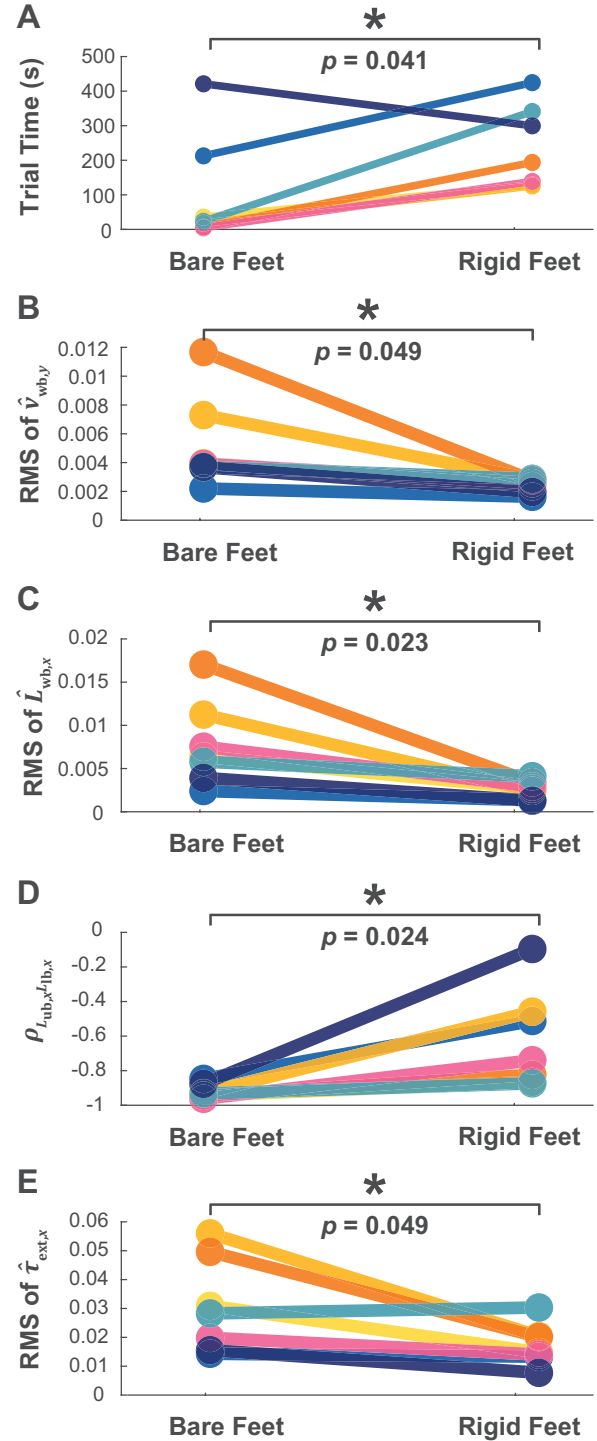 A
*
p = 0.041
Trial Time (s)
500
400
300
200
100
0
Bare Feet Rigid Feet
B
*
p = 0.049
RMS of v̂wb,y
0.012
0.01
0.008
0.006
0.004
0.002
0
Bare Feet Rigid Feet
C
*
p = 0.023
RMS of L̂wb,x
0.02
0.015
0.01
0.005
0
Bare Feet Rigid Feet
D
*
p = 0.024
ρLub,xLlb,x
0
-0.2
-0.4
-0.6
-0.8
-1
Bare Feet Rigid Feet
E
*
p = 0.049
RMS of τ̂ext,x
0.06
0.05
0.04
0.03
0.02
0.01
0
Bare Feet Rigid Feet